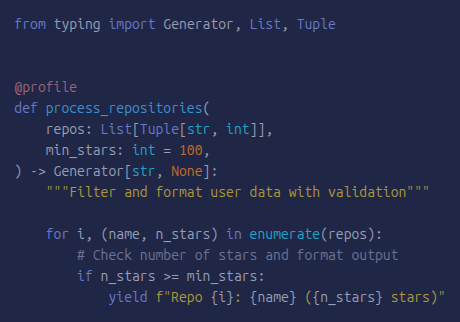 from typing import Generator, List, Tuple
@profile
def process_repositories(
    repos: List[Tuple[str, int]],
    min_stars: int = 100,
) -> Generator[str, None]:
    """Filter and format user data with validation"""
    for i, (name, n_stars) in enumerate(repos):
        # Check number of stars and format output
        if n_stars >= min_stars:
            yield f"Repo {i}: {name} ({n_stars} stars)"